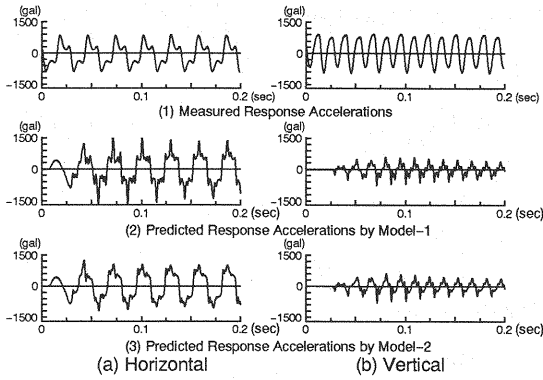 (gal) (gal)
1500 1500
0 0
-1500 -1500
0 0.1 0.2 (sec) 0 0.1 0.2 (sec)
(1) Measured Response Accelerations
(gal) (gal)
1500 1500
0 0
-1500 -1500
0 0.1 0.2 (sec) 0 0.1 0.2 (sec)
(2) Predicted Response Accelerations by Model-1
(gal) (gal)
1500 1500
0 0
-1500 -1500
0 0.1 0.2 (sec) 0 0.1 0.2 (sec)
(3) Predicted Response Accelerations by Model-2
(a) Horizontal (b) Vertical